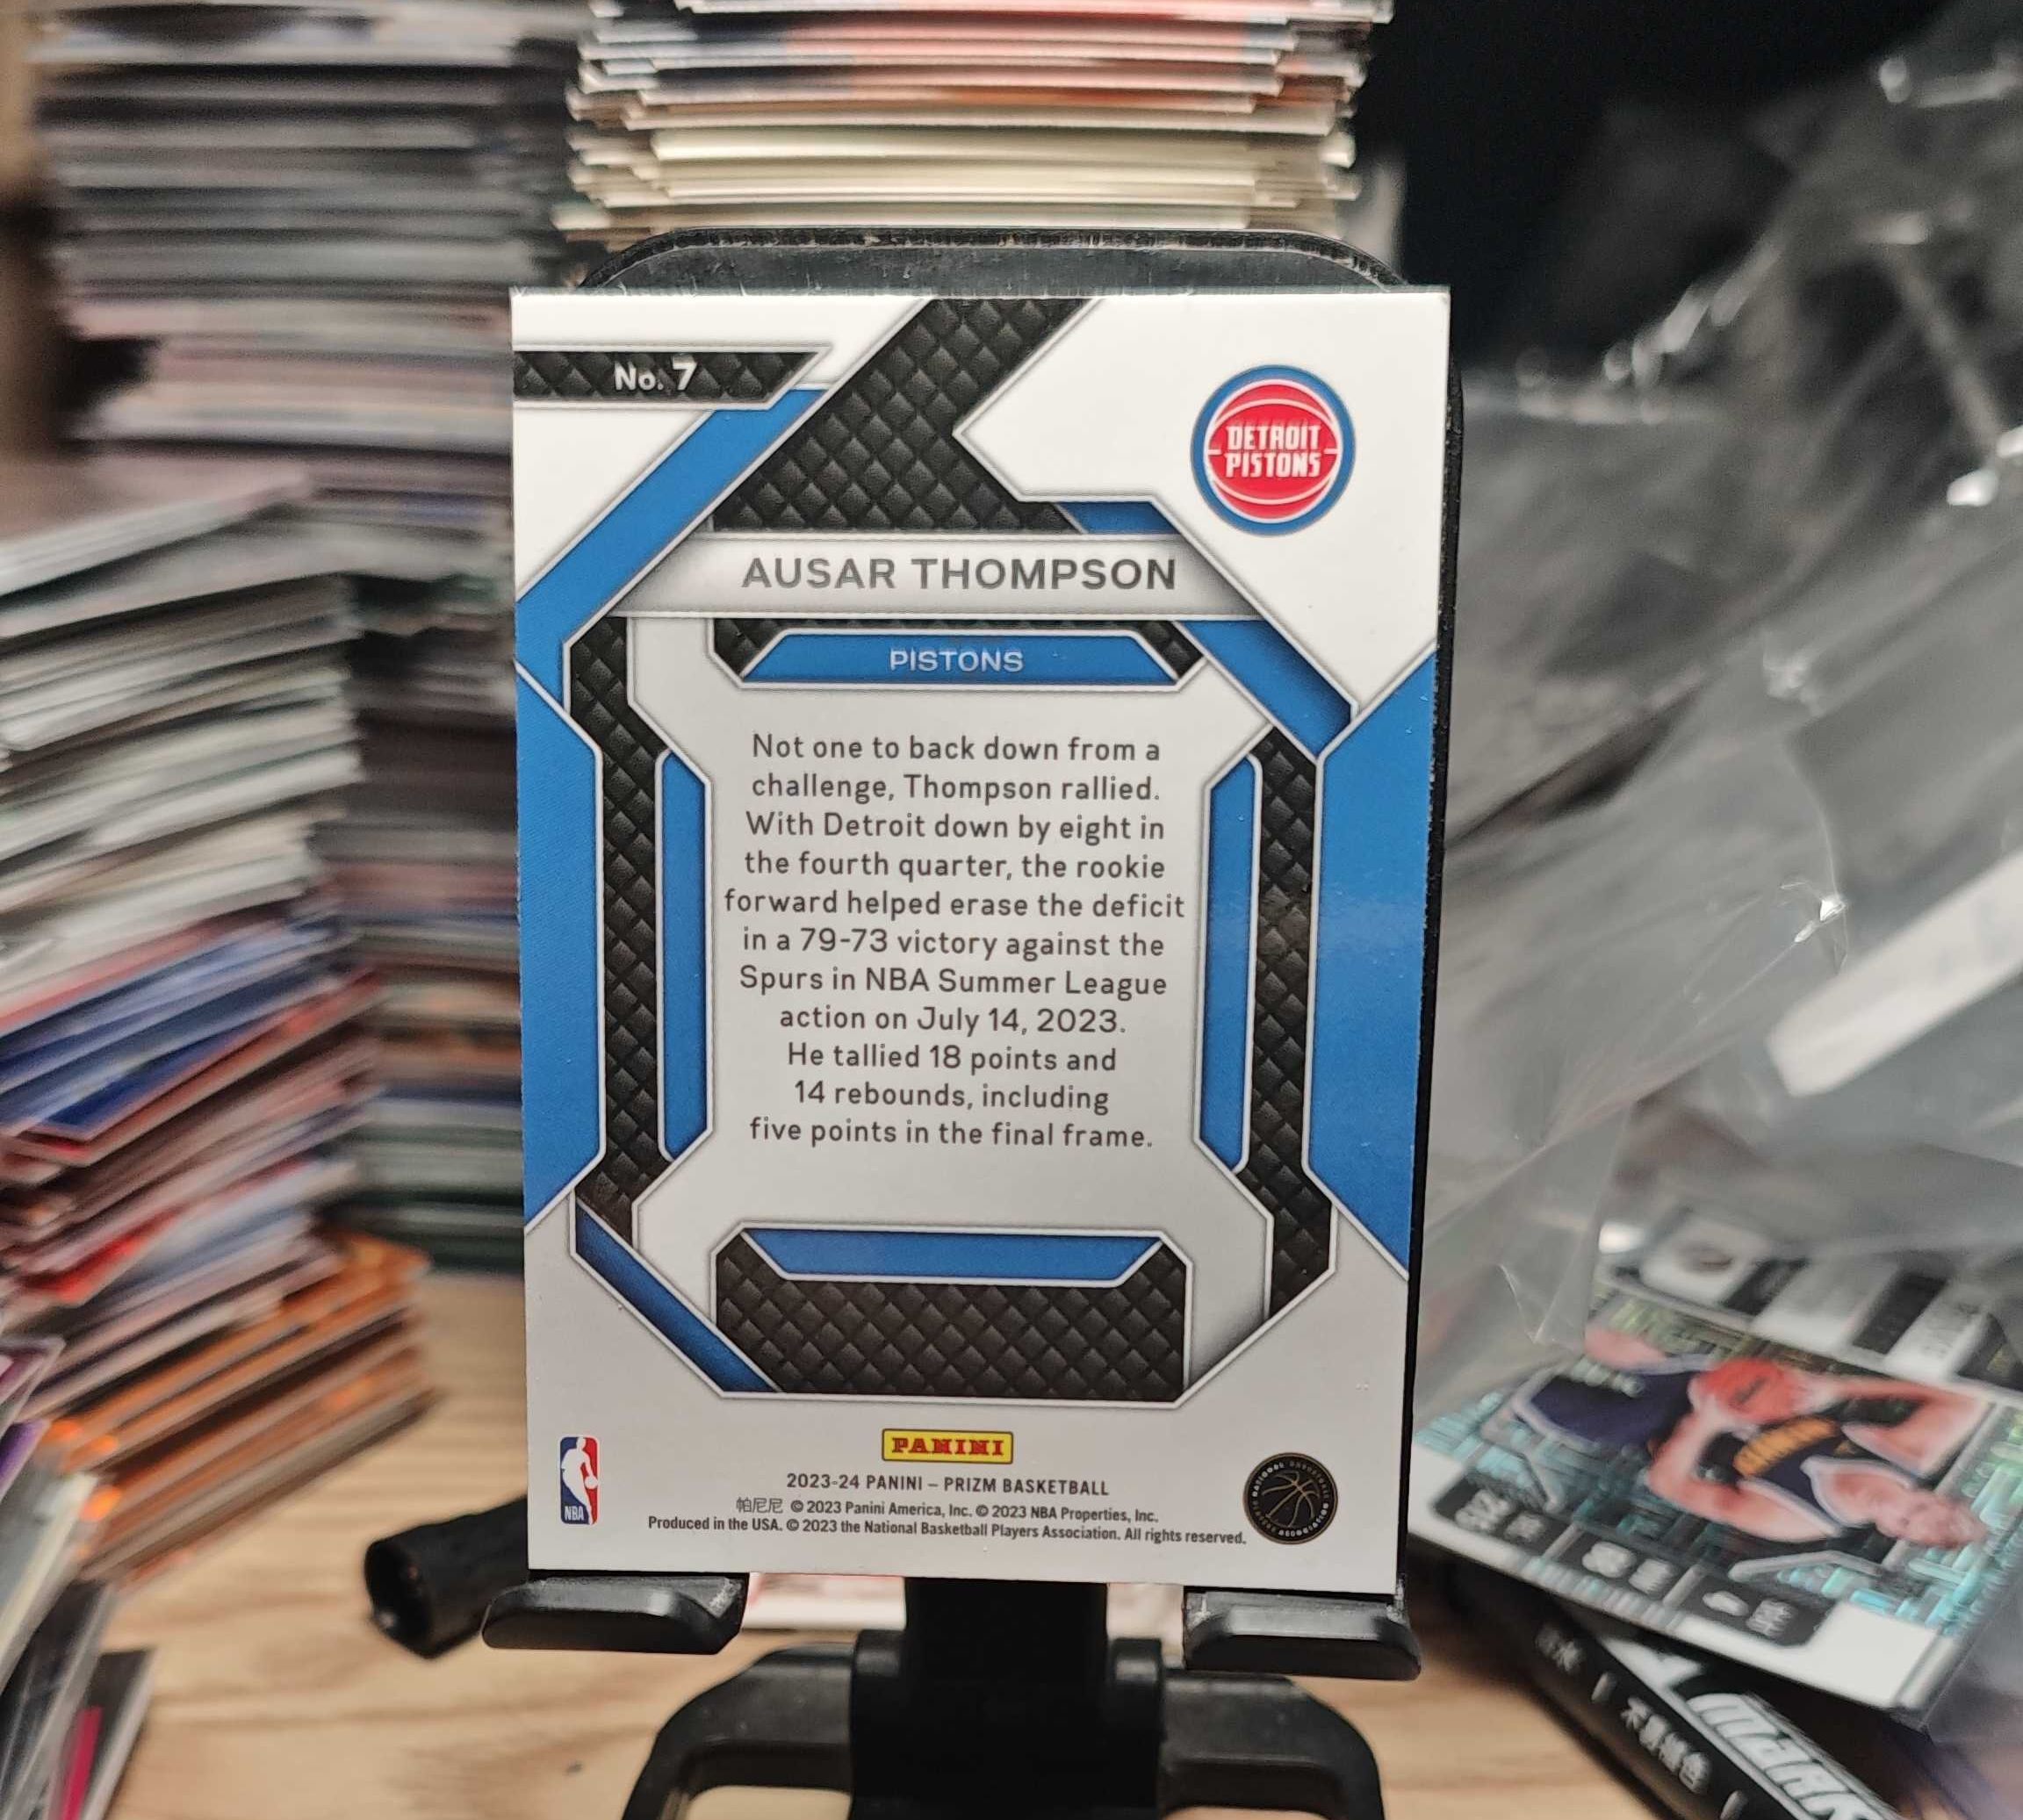 No. 7
DETROIT
PISTONS
AUSAR THOMPSON
PISTONS
Not one to back down from a
challenge, Thompson rallied.
With Detroit down by eight in
the fourth quarter, the rookie
forward helped erase the deficit
in a 79-73 victory against the
Spurs in NBA Summer League
action on July 14, 2023.
He tallied 18 points and
14 rebounds, including
five points in the final frame.
NBA
PANINI
2023-24 PANINI – PRIZM BASKETBALL
帕尼尼 © 2023 Panini America, Inc. © 2023 NBA Properties, Inc.
Produced in the USA. © 2023 the National Basketball Players Association. All rights reserved.